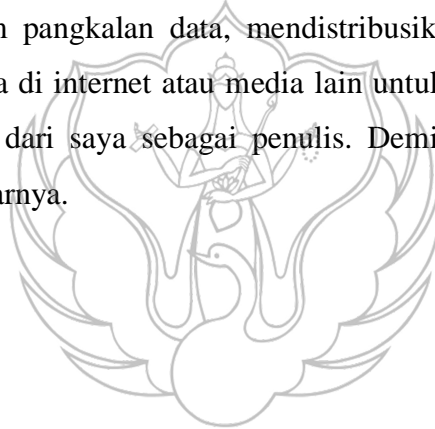 pangkalan data, mendistribusik
di internet atau media lain untul
dari saya sebagai penulis. Demi
arnya.